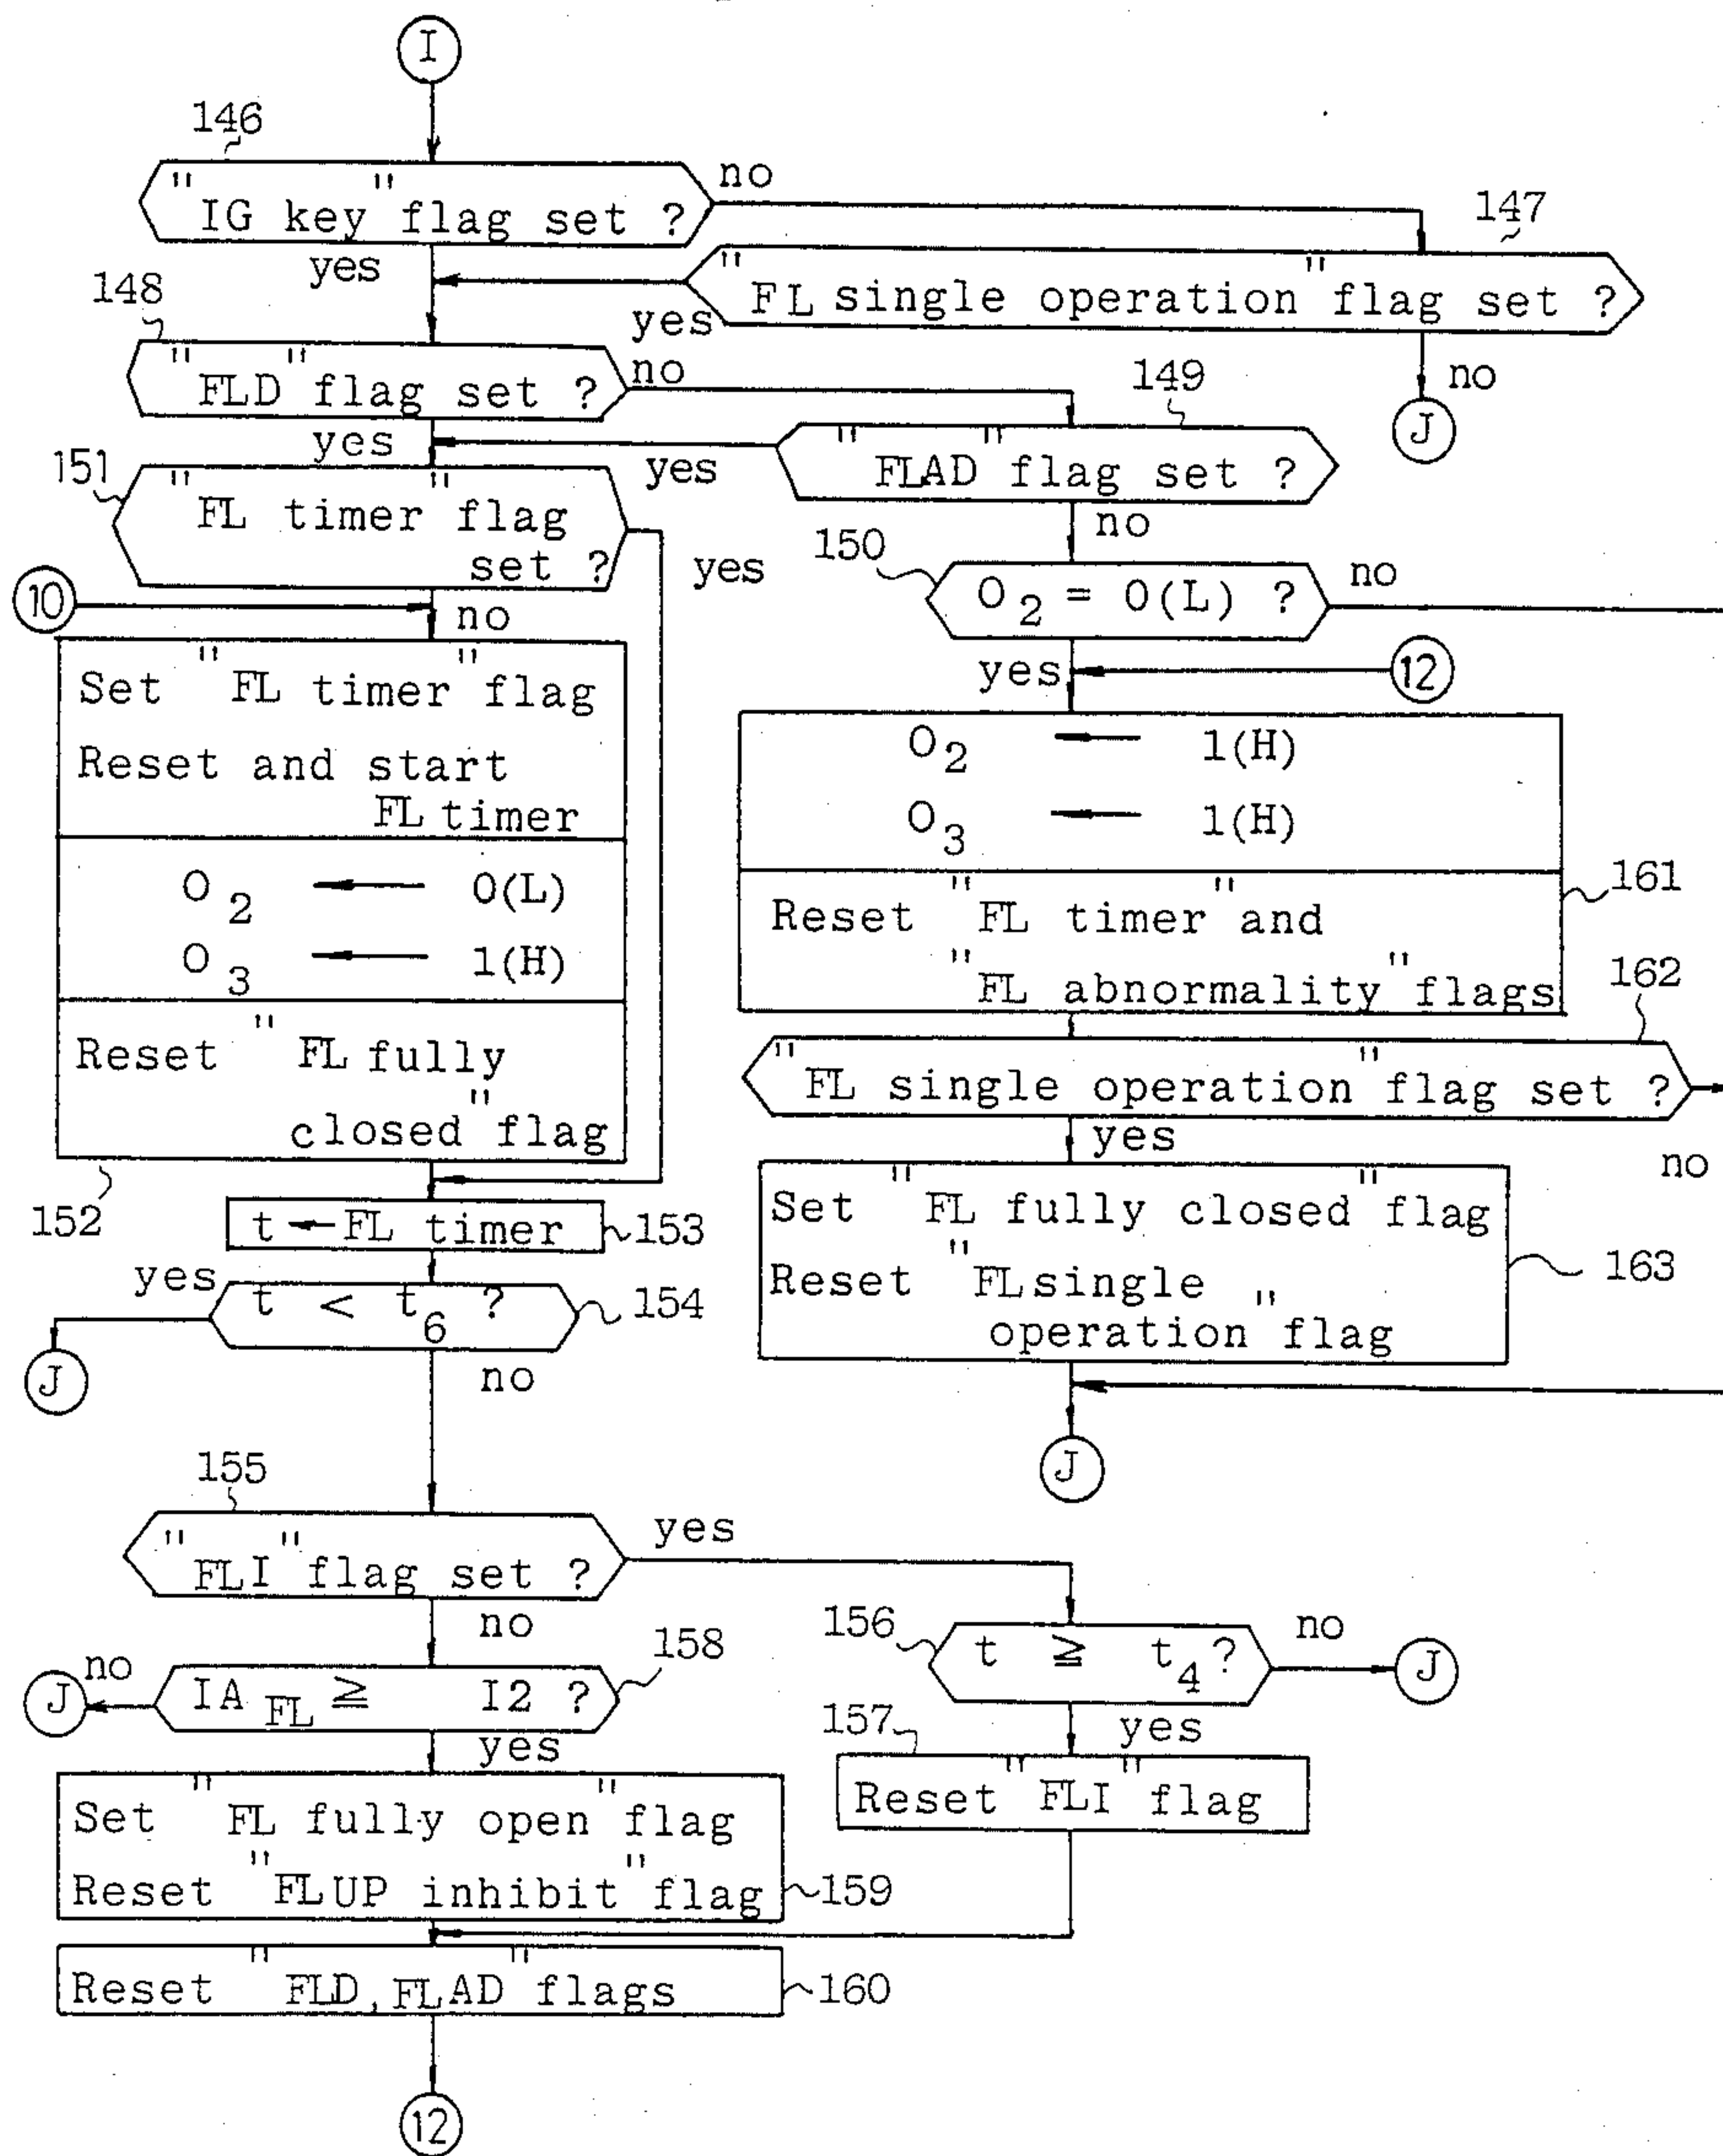 I
146
"IG key" flag set ?
no
147
yes
"FL single operation" flag set ?
yes
no
J
148
"FLD" flag set ?
no
149
yes
"FLAD" flag set ?
yes
no
151
"FL timer" flag
set ?
yes
150
O2 = 0(L) ?
no
10
no
yes
12
Set "FL timer" flag
Reset and start
FL timer
O2 ← 0(L)
O3 ← 1(H)
Reset "FL fully
closed" flag
152
O2 ← 1(H)
O3 ← 1(H)
Reset "FL timer" and
"FL abnormality" flags
161
162
"FL single operation" flag set ?
yes
no
Set "FL fully closed" flag
Reset "FL single
operation" flag
163
J
t ← FL timer
153
yes
t < t6 ?
154
J
no
155
"FLI" flag set ?
yes
no
156
t ≧ t4 ?
no
J
158
no
J
IA FL ≧ I2 ?
yes
157
yes
Reset "FLI" flag
Set "FL fully open" flag
Reset "FLUP inhibit" flag
159
Reset "FLD, FLAD" flags
160
12